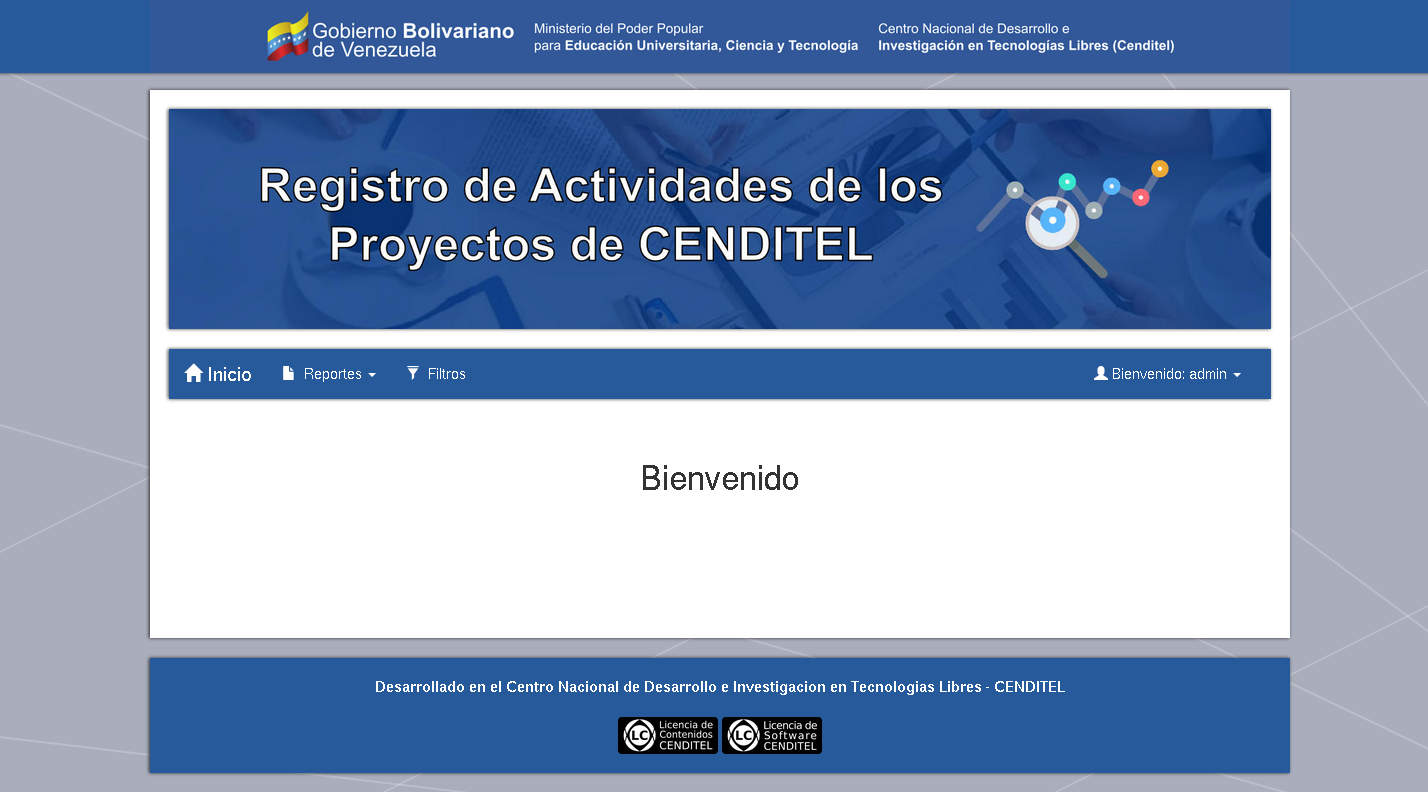 Gobierno Bolivariano
de Venezuela
Ministerio del Poder Popular
para Educación Universitaria, Ciencia y Tecnología
Centro Nacional de Desarrollo e
Investigación en Tecnologías Libres (Cenditel)
Registro de Actividades de los
Proyectos de CENDITEL
Inicio Reportes Filtros Bienvenido: admin
Bienvenido
Desarrollado en el Centro Nacional de Desarrollo e Investigacion en Tecnologias Libres - CENDITEL
LC Licencia de
Contenidos
CENDITEL
LC Licencia de
Software
CENDITEL